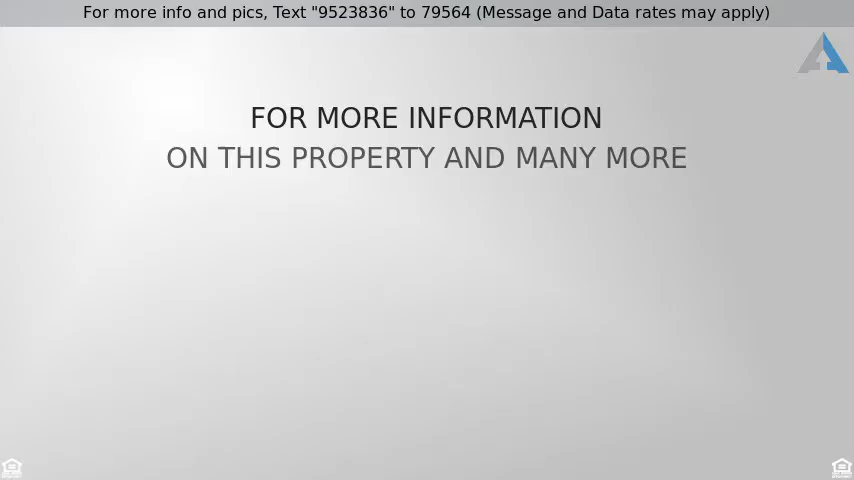 For more info and pics, Text "9523836" to 79564 (Message and Data rates may apply)
FOR MORE INFORMATION
ON THIS PROPERTY AND MANY MORE